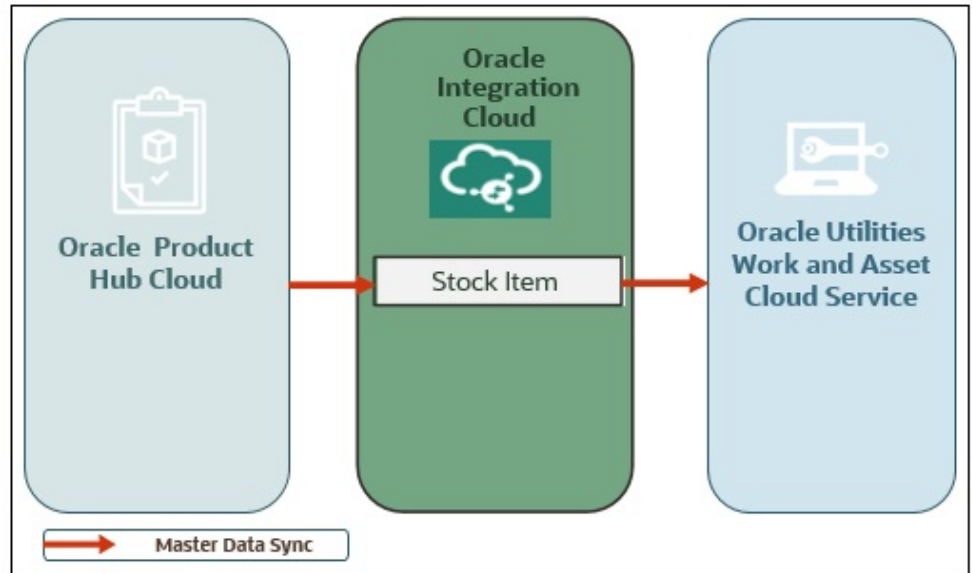 Oracle Product
Hub Cloud
Oracle
Integration
Cloud
Stock Item
Oracle Utilities
Work and Asset
Cloud Service
Master Data Sync